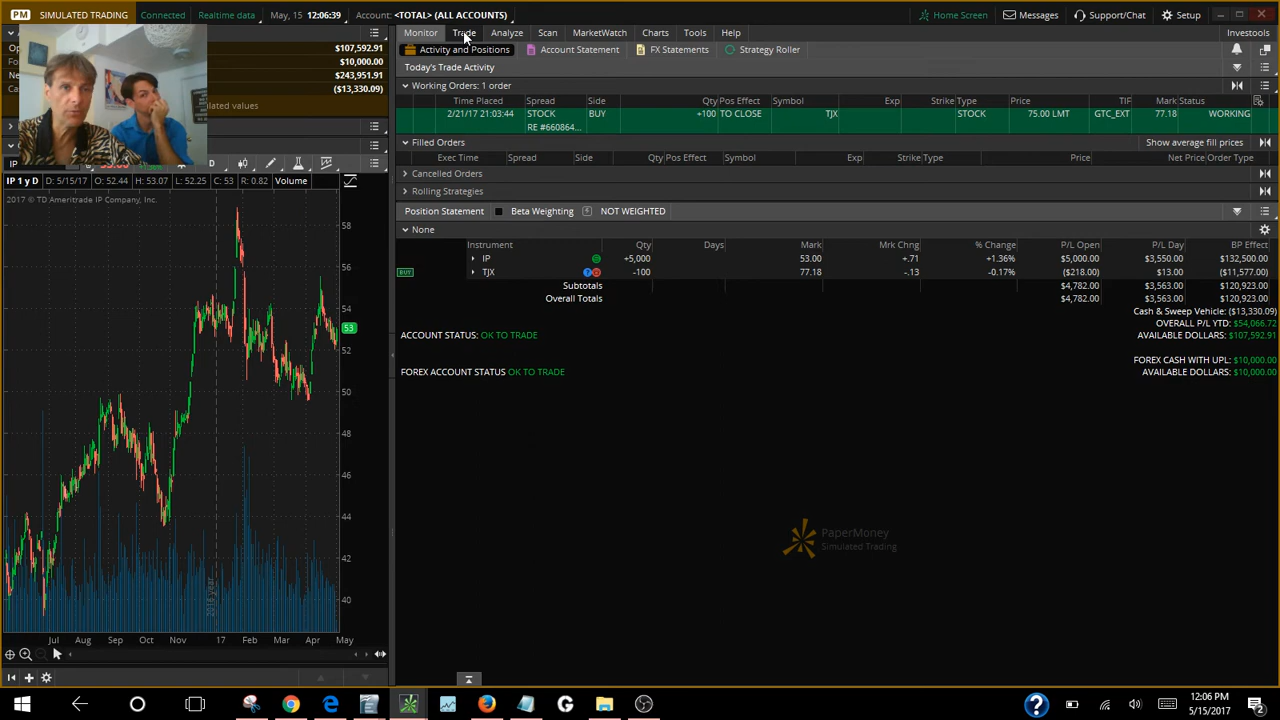 PM SIMULATED TRADING Connected Realtime data May, 15 12:06:39 Account: <TOTAL> (ALL ACCOUNTS) Home Screen Messages Support/Chat Setup
Monitor Trade Analyze Scan MarketWatch Charts Tools Help Investools
$107,592.91
$10,000.00
$243,951.91
($13,330.09)
Activity and Positions Account Statement FX Statements Strategy Roller
Today's Trade Activity
Working Orders: 1 order
Time Placed Spread Side Qty Pos Effect Symbol Exp Strike Type Price TIF Mark Status
2/21/17 21:03:44 STOCK BUY +100 TO CLOSE TJX STOCK 75.00 LMT GTC_EXT 77.18 WORKING
RE #660864...
Filled Orders Show average fill prices
Exec Time Spread Side Qty Pos Effect Symbol Exp Strike Type Price Net Price Order Type
Cancelled Orders
Rolling Strategies
Position Statement Beta Weighting NOT WEIGHTED
None
Instrument Qty Days Mark Mrk Chng % Change P/L Open P/L Day BP Effect
IP +5,000 53.00 +.71 +1.36% $5,000.00 $3,550.00 $132,500.00
BUY TJX -100 77.18 -.13 -0.17% ($218.00) $13.00 ($11,577.00)
Subtotals $4,782.00 $3,563.00 $120,923.00
Overall Totals $4,782.00 $3,563.00 $120,923.00
Cash & Sweep Vehicle: ($13,330.09)
OVERALL P/L YTD: $54,066.72
ACCOUNT STATUS: OK TO TRADE AVAILABLE DOLLARS: $107,592.91
FOREX CASH WITH UPL: $10,000.00
FOREX ACCOUNT STATUS OK TO TRADE AVAILABLE DOLLARS: $10,000.00
PaperMoney
Simulated Trading
IP 1 y D D: 5/15/17 O: 52.44 H: 53.07 L: 52.25 C: 53 R: 0.82 Volume
2017 © TD Ameritrade IP Company, Inc.
58
56
54
53
52
50
48
46
44
42
40
2016 year
Jul Aug Sep Oct Nov 17 Feb Mar Apr May
12:06 PM
5/15/2017
2